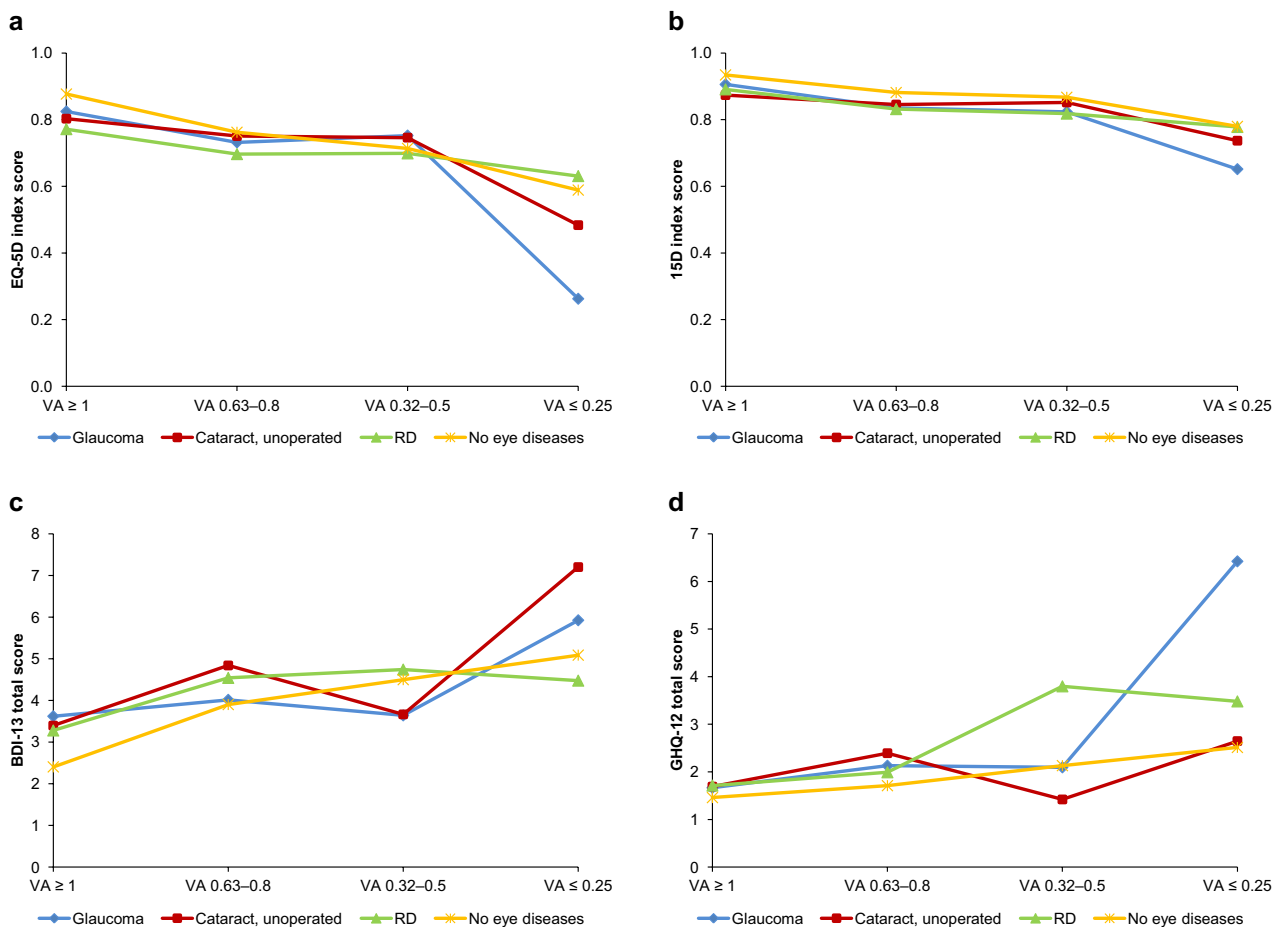 a
EQ-5D index score
1.0
0.8
0.6
0.4
0.2
0.0
VA ≥ 1 VA 0.63–0.8 VA 0.32–0.5 VA ≤ 0.25
Glaucoma Cataract, unoperated RD No eye diseases
b
15D index score
1.0
0.8
0.6
0.4
0.2
0.0
VA ≥ 1 VA 0.63–0.8 VA 0.32–0.5 VA ≤ 0.25
Glaucoma Cataract, unoperated RD No eye diseases
c
BDI-13 total score
8
7
6
5
4
3
2
1
0
VA ≥ 1 VA 0.63–0.8 VA 0.32–0.5 VA ≤ 0.25
Glaucoma Cataract, unoperated RD No eye diseases
d
GHQ-12 total score
7
6
5
4
3
2
1
0
VA ≥ 1 VA 0.63–0.8 VA 0.32–0.5 VA ≤ 0.25
Glaucoma Cataract, unoperated RD No eye diseases